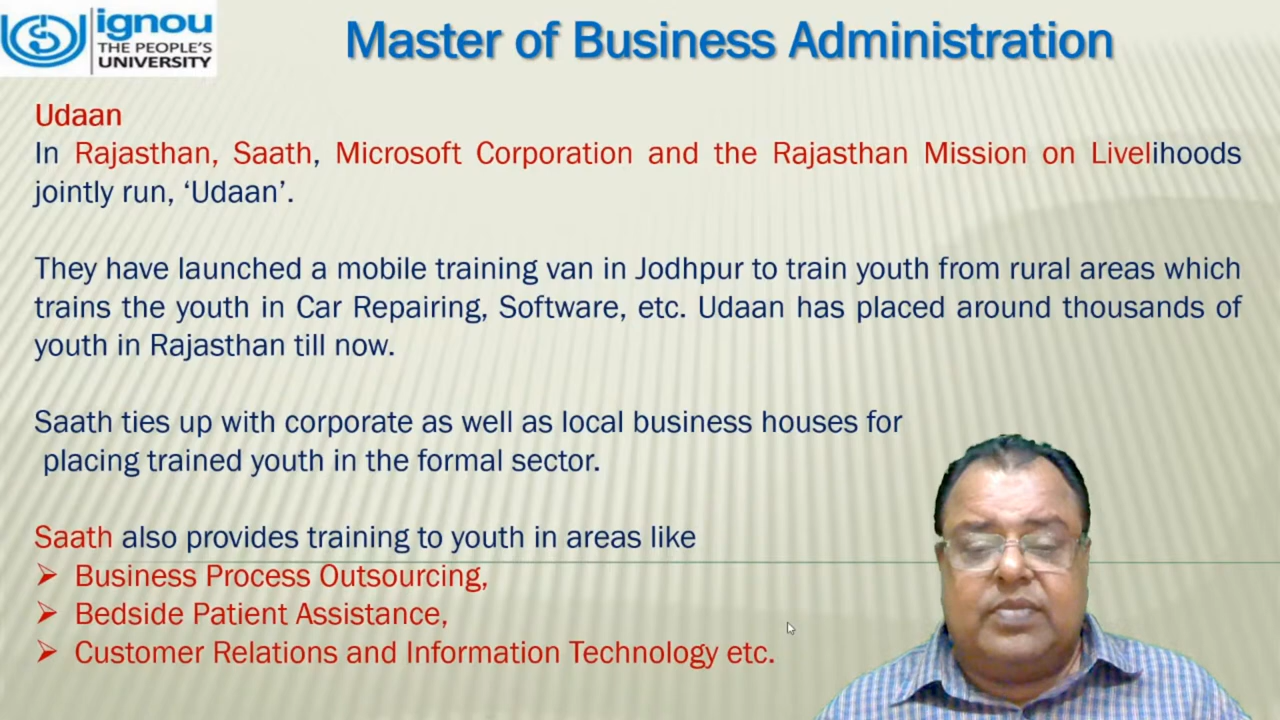 ignou
THE PEOPLE'S
UNIVERSITY
Master of Business Administration
Udaan
In Rajasthan, Saath, Microsoft Corporation and the Rajasthan Mission on Livelihoods
jointly run, ‘Udaan’.
They have launched a mobile training van in Jodhpur to train youth from rural areas which
trains the youth in Car Repairing, Software, etc. Udaan has placed around thousands of
youth in Rajasthan till now.
Saath ties up with corporate as well as local business houses for
placing trained youth in the formal sector.
Saath also provides training to youth in areas like
➢ Business Process Outsourcing,
➢ Bedside Patient Assistance,
➢ Customer Relations and Information Technology etc.